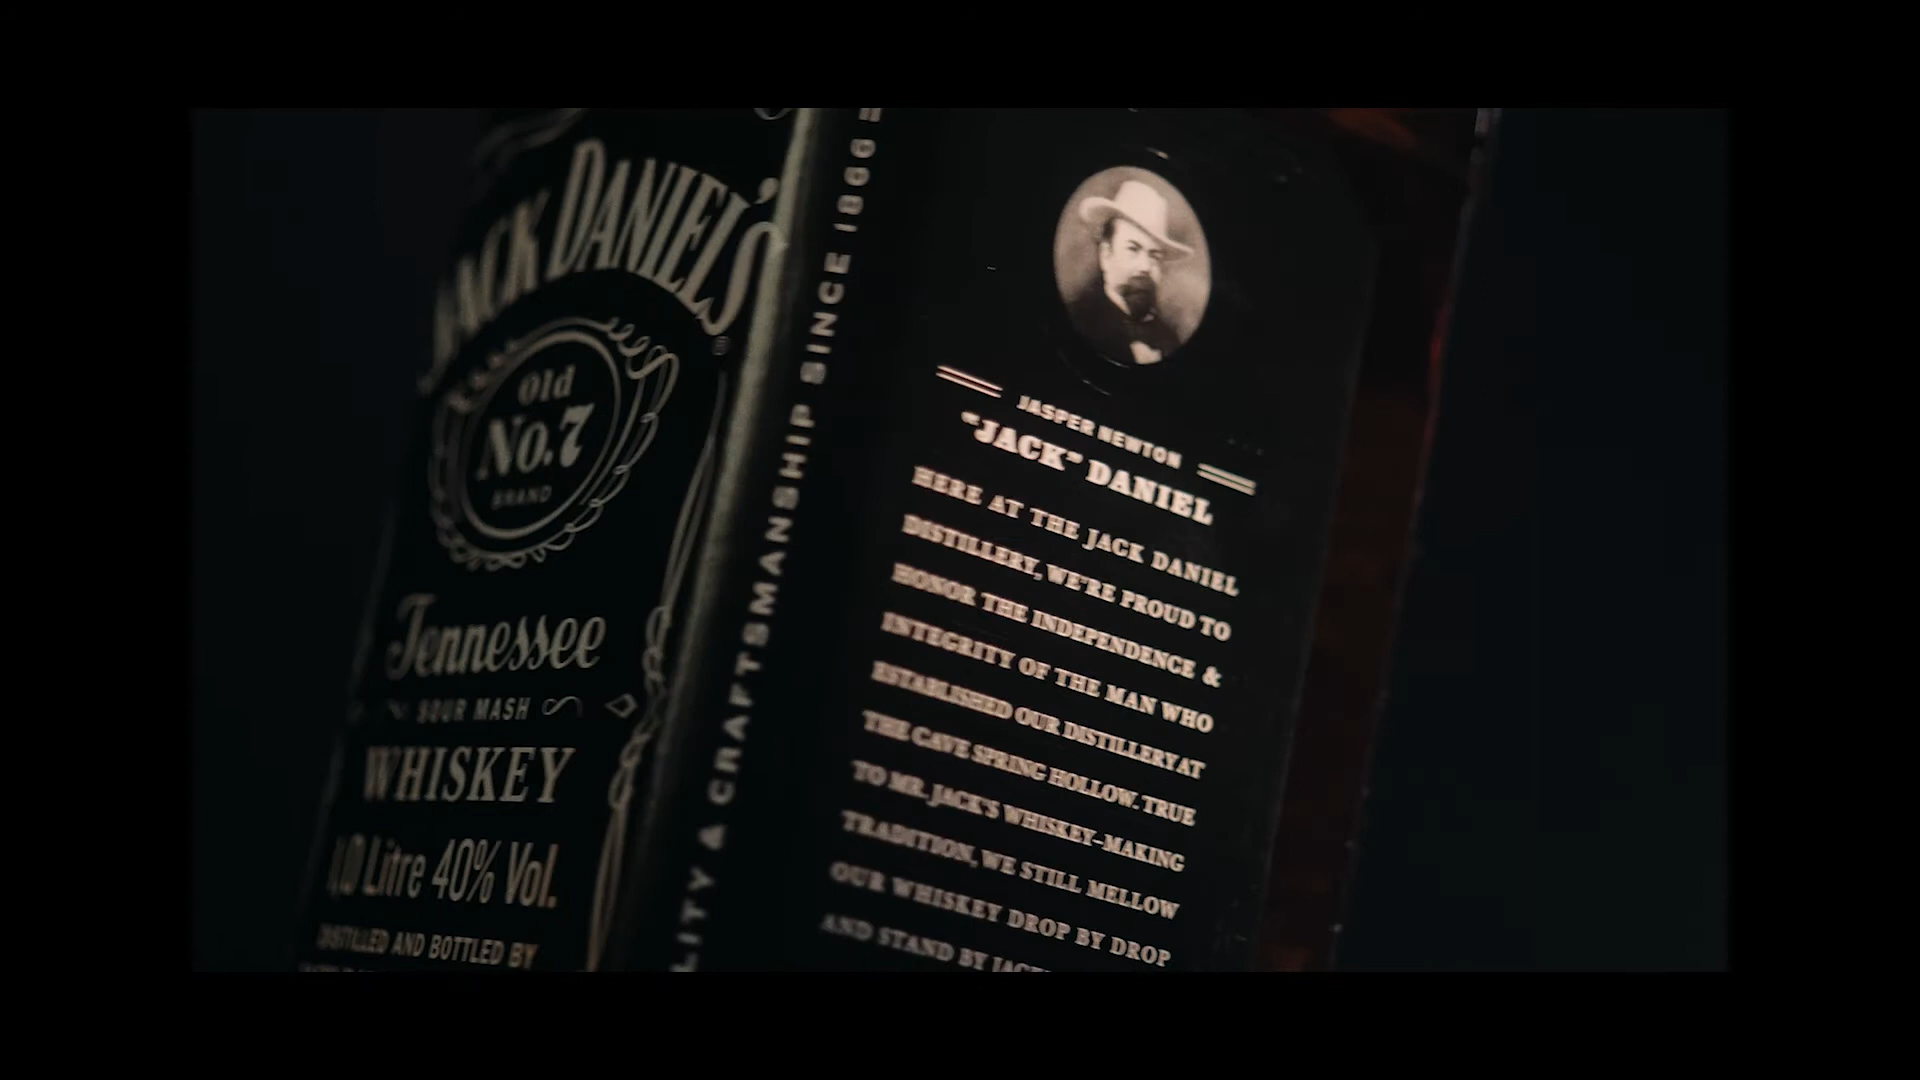 JACK DANIEL'S
Old
No.7
BRAND
Tennessee
SOUR MASH
WHISKEY
1,0 Litre 40% Vol.
DISTILLED AND BOTTLED BY
& CRAFTSMANSHIP SINCE 1866
JASPER NEWTON
"JACK" DANIEL
HERE AT THE JACK DANIEL
DISTILLERY, WE'RE PROUD TO
HONOR THE INDEPENDENCE &
INTEGRITY OF THE MAN WHO
ESTABLISHED OUR DISTILLERY AT
THE CAVE SPRING HOLLOW. TRUE
TO MR. JACK'S WHISKEY-MAKING
TRADITION, WE STILL MELLOW
OUR WHISKEY DROP BY DROP
AND STAND BY